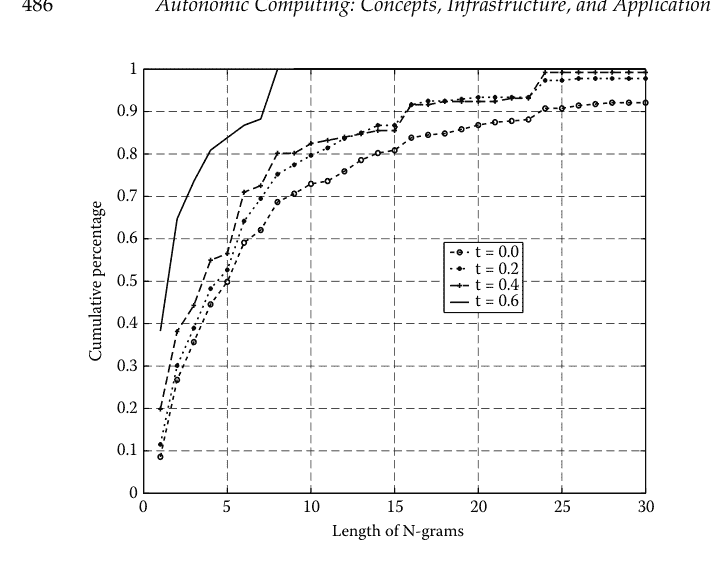 486 Autonomic Computing: Concepts, Infrastructure, and Application
1
0.9
0.8
0.7
0.6
0.5
0.4
0.3
0.2
0.1
0
Cumulative percentage
t = 0.0
t = 0.2
t = 0.4
t = 0.6
0 5 10 15 20 25 30
Length of N-grams